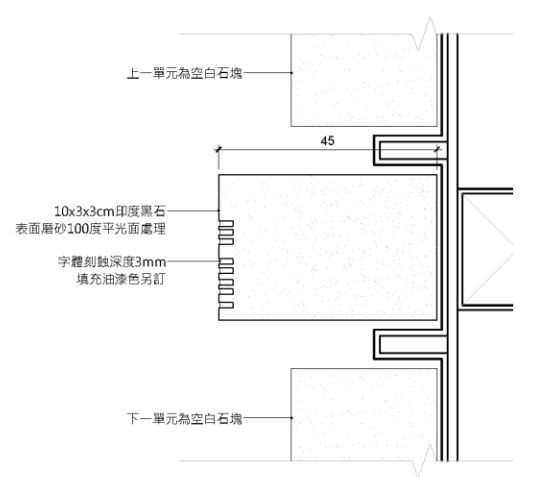 上一單元為空白石塊
45
10x3x3cm印度黑石
表面磨砂100度平光面處理
字體刻蝕深度3mm
填充油漆色另訂
下一單元為空白石塊